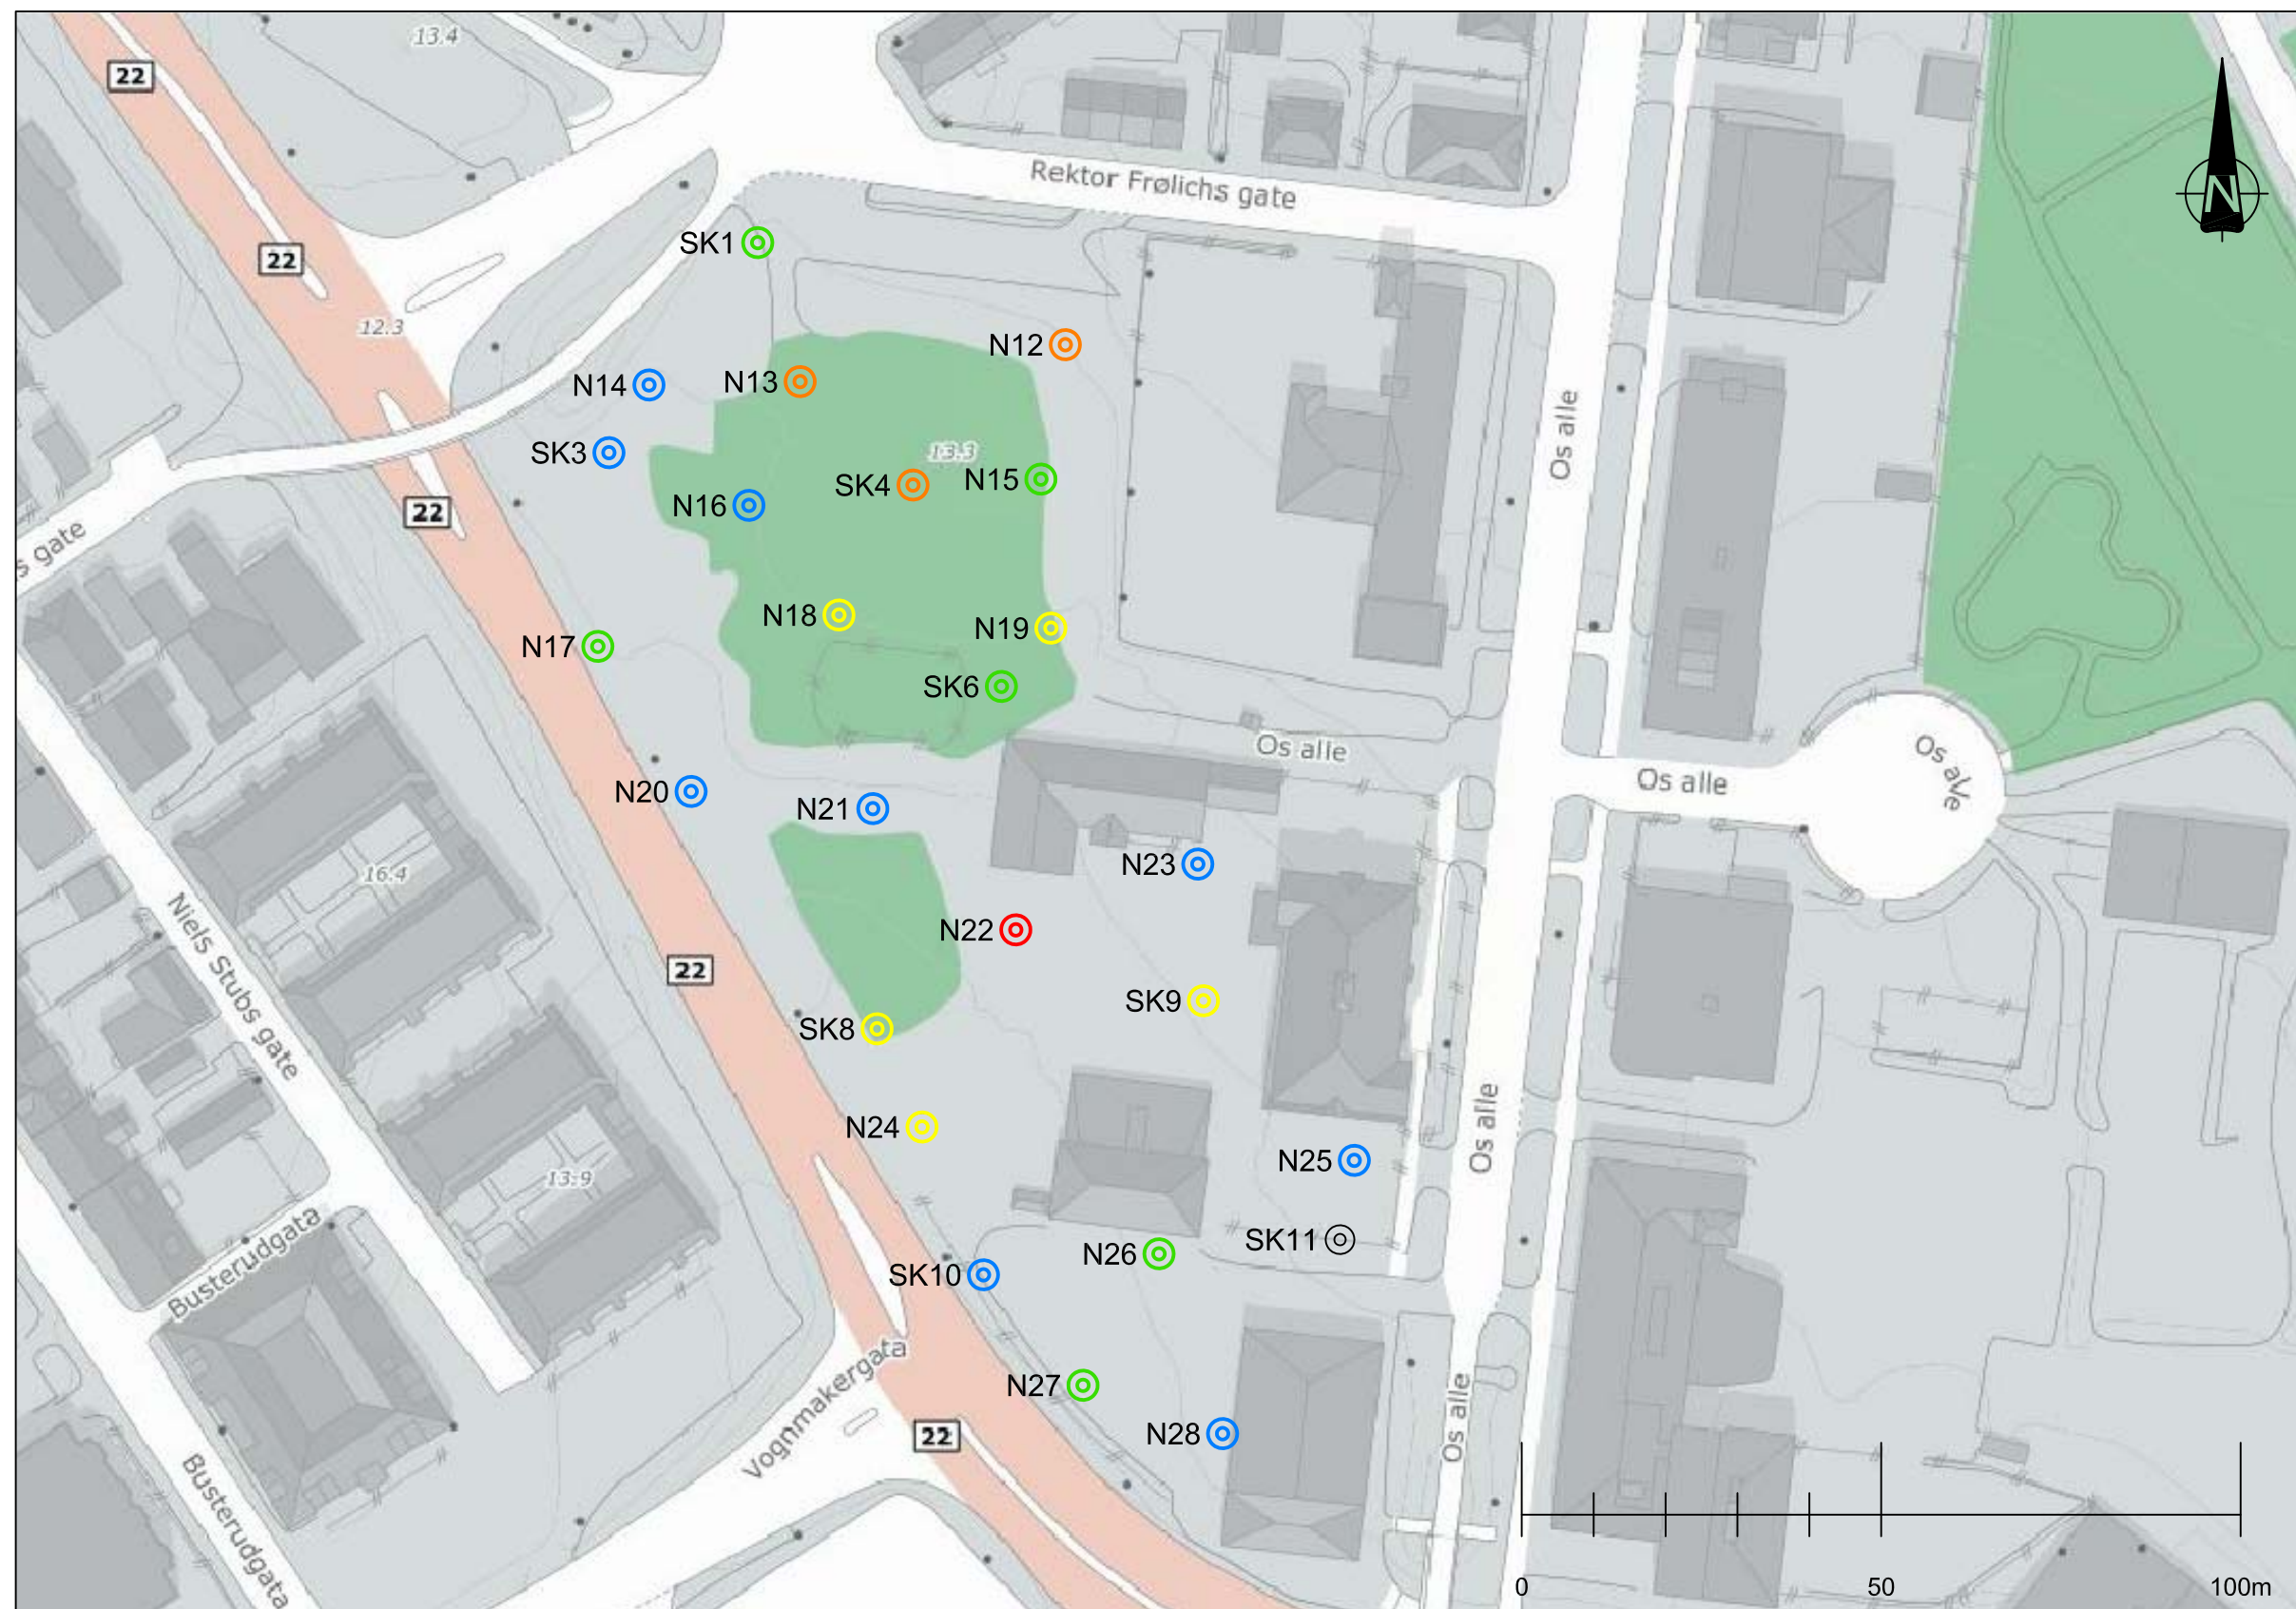 13.4
22
N
Rektor Frølichs gate
SK1
22
12.3
N12
N14
N13
Os alle
SK3
13.3
SK4
N15
N16
22
s gate
N18
N19
N17
SK6
Os alle
Os alle
Os alle
N20
N21
N23
16.4
Niels Stubs gate
N22
22
SK9
SK8
N24
Os alle
N25
13.9
Busterudgata
SK11
N26
SK10
Vognmakergata
N27
Os alle
22
N28
Busterudgata
0 50 100m